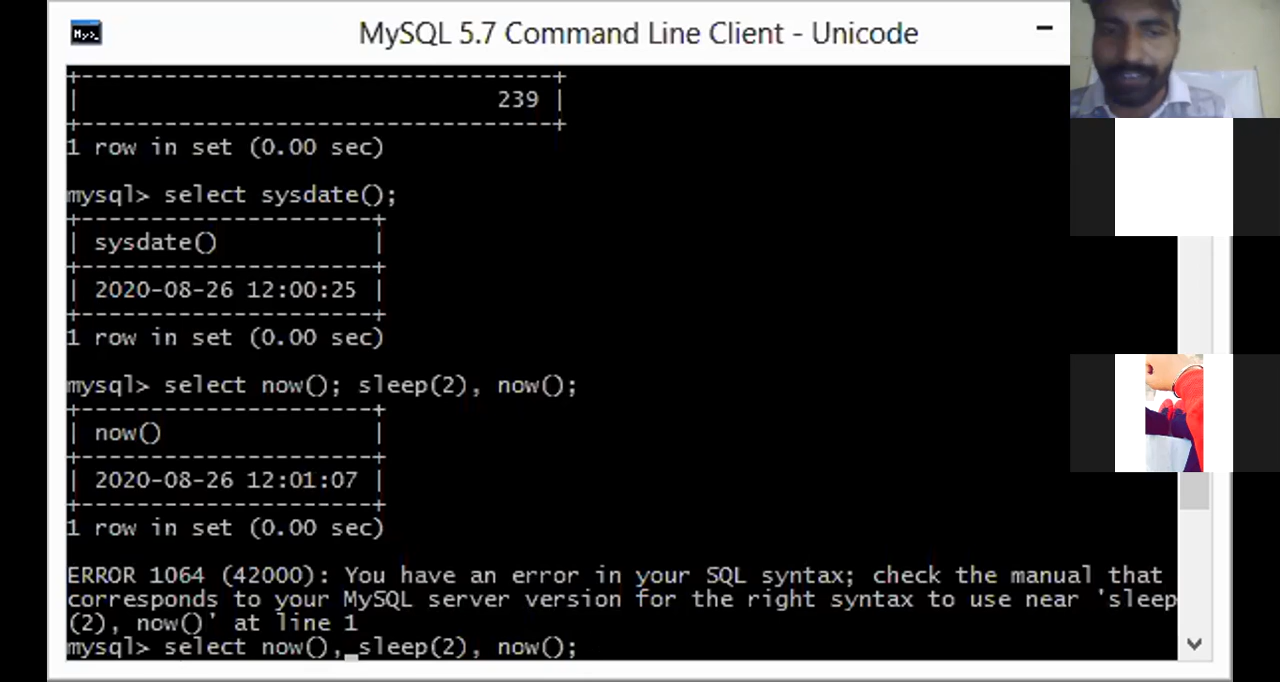 MySQL 5.7 Command Line Client - Unicode
+----------------------------------+
| 239 |
+----------------------------------+
1 row in set (0.00 sec)
mysql> select sysdate();
+---------------------+
| sysdate() |
+---------------------+
| 2020-08-26 12:00:25 |
+---------------------+
1 row in set (0.00 sec)
mysql> select now(); sleep(2), now();
+---------------------+
| now() |
+---------------------+
| 2020-08-26 12:01:07 |
+---------------------+
1 row in set (0.00 sec)
ERROR 1064 (42000): You have an error in your SQL syntax; check the manual that
corresponds to your MySQL server version for the right syntax to use near 'sleep
(2), now()' at line 1
mysql> select now(), sleep(2), now();